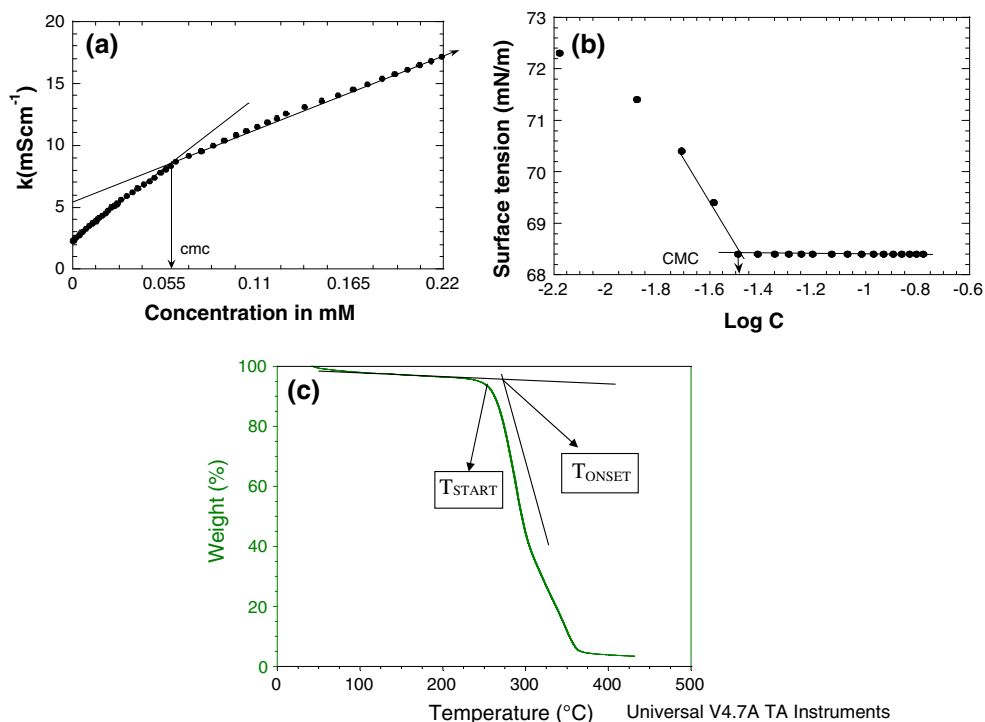 (a)
k(mScm⁻¹)
20
15
10
5
0
cmc
0 0.055 0.11 0.165 0.22
Concentration in mM
(b)
Surface tension (mN/m)
73
72
71
70
69
68
CMC
-2.2 -2 -1.8 -1.6 -1.4 -1.2 -1 -0.8 -0.6
Log C
(c)
Weight (%)
100
80
60
40
20
0
TSTART
TONSET
0 100 200 300 400 500
Temperature (°C) Universal V4.7A TA Instruments